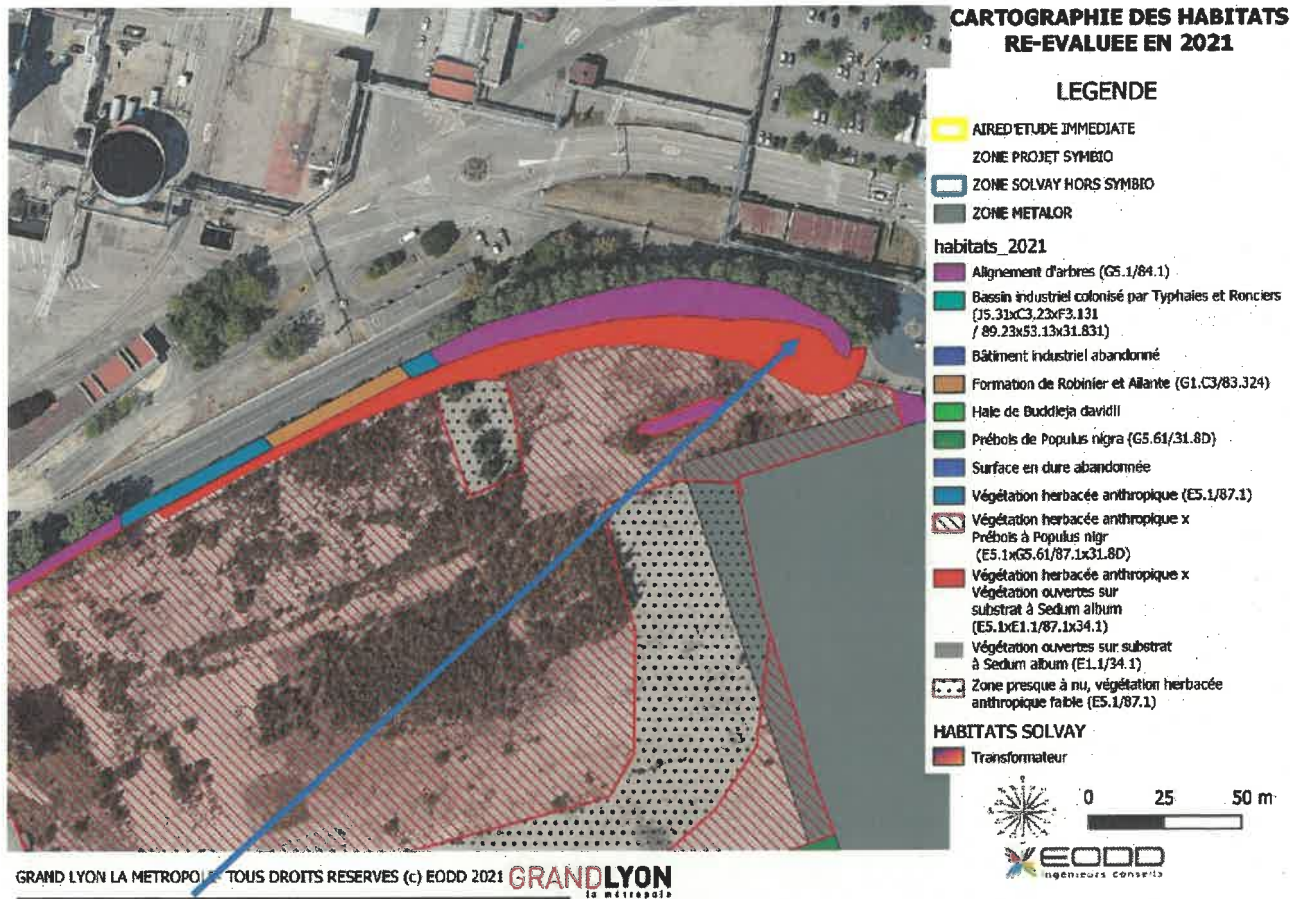 CARTOGRAPHIE DES HABITATS
RE-EVALUEE EN 2021
LEGENDE
AIRE D'ETUDE IMMEDIATE
ZONE PROJET SYMBIO
ZONE SOLVAY HORS SYMBIO
ZONE METALOR
habitats_2021
Alignement d'arbres (G5.1/84.1)
Bassin industriel colonisé par Typhaies et Ronciers
(J5.31xC3.23xF3.131
/ 89.23x53.13x31.831)
Bâtiment industriel abandonné
Formation de Robinier et Ailante (G1.C3/83.324)
Haie de Buddleja davidii
Prébois de Populus nigra (G5.61/31.8D)
Surface en dure abandonnée
Végétation herbacée anthropique (E5.1/87.1)
Végétation herbacée anthropique x
Prébois à Populus nigr
(E5.1xG5.61/87.1x31.8D)
Végétation herbacée anthropique x
Végétation ouvertes sur
substrat à Sedum album
(E5.1xE1.1/87.1x34.1)
Végétation ouvertes sur substrat
à Sedum album (E1.1/34.1)
Zone presque à nu, végétation herbacée
anthropique faible (E5.1/87.1)
HABITATS SOLVAY
Transformateur
0 25 50 m
EODD
ingénieurs conseils
GRAND LYON LA METROPOLE TOUS DROITS RESERVES (c) EODD 2021
GRANDLYON
la métropole